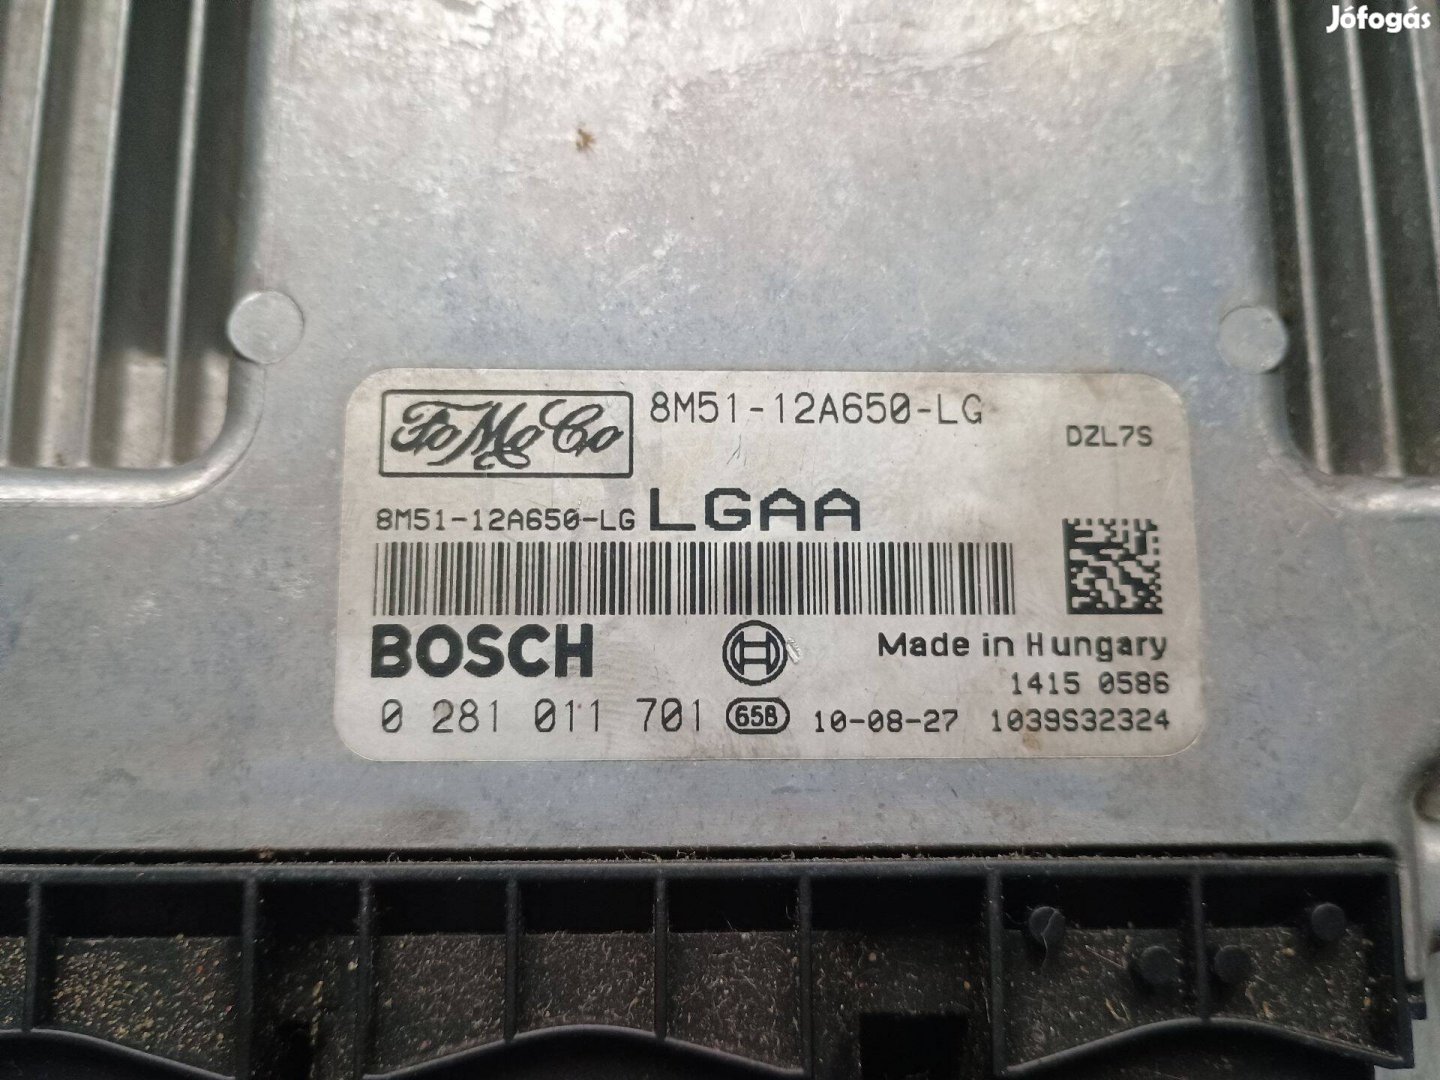 Jófogás
FoMoCo
8M51-12A650-LG
DZL7S
8M51-12A650-LG LGAA
BOSCH
Made in Hungary
1415 0586
0 281 011 701 65B 10-08-27 1039S32324